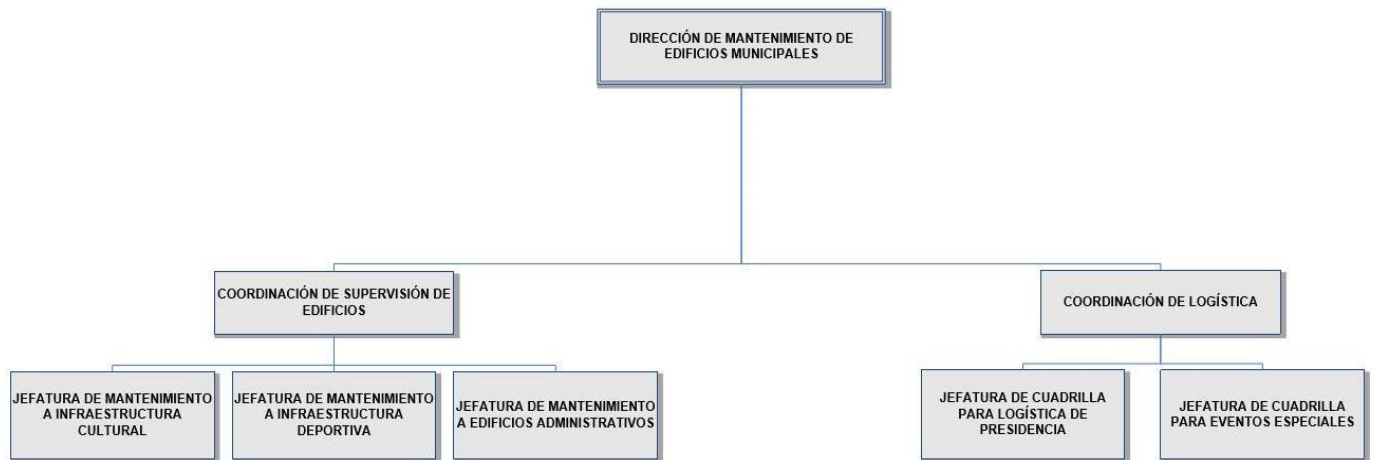 DIRECCIÓN DE MANTENIMIENTO DE
EDIFICIOS MUNICIPALES
COORDINACIÓN DE SUPERVISIÓN DE
EDIFICIOS
COORDINACIÓN DE LOGÍSTICA
JEFATURA DE MANTENIMIENTO
A INFRAESTRUCTURA
CULTURAL
JEFATURA DE MANTENIMIENTO
A INFRAESTRUCTURA
DEPORTIVA
JEFATURA DE MANTENIMIENTO
A EDIFICIOS ADMINISTRATIVOS
JEFATURA DE CUADRILLA
PARA LOGÍSTICA DE
PRESIDENCIA
JEFATURA DE CUADRILLA
PARA EVENTOS ESPECIALES